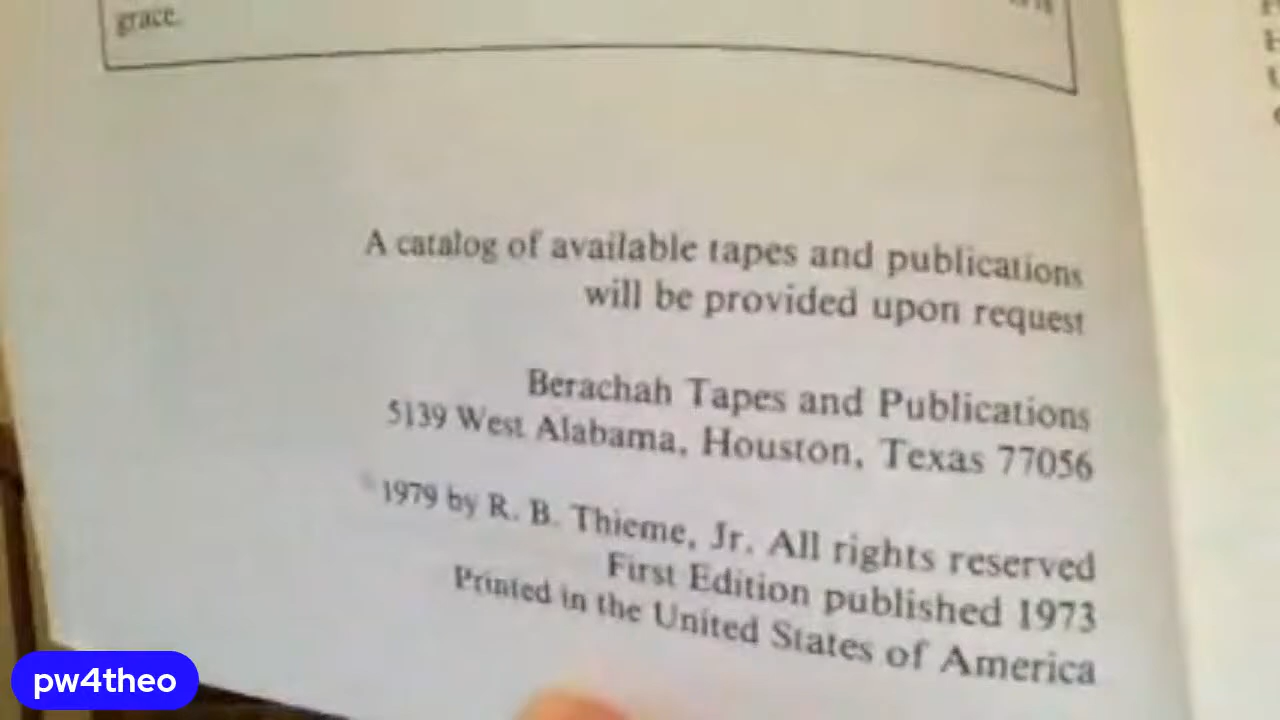 grace.
A catalog of available tapes and publications
will be provided upon request
Berachah Tapes and Publications
5139 West Alabama, Houston, Texas 77056
©1979 by R. B. Thieme, Jr. All rights reserved
First Edition published 1973
Printed in the United States of America
pw4theo